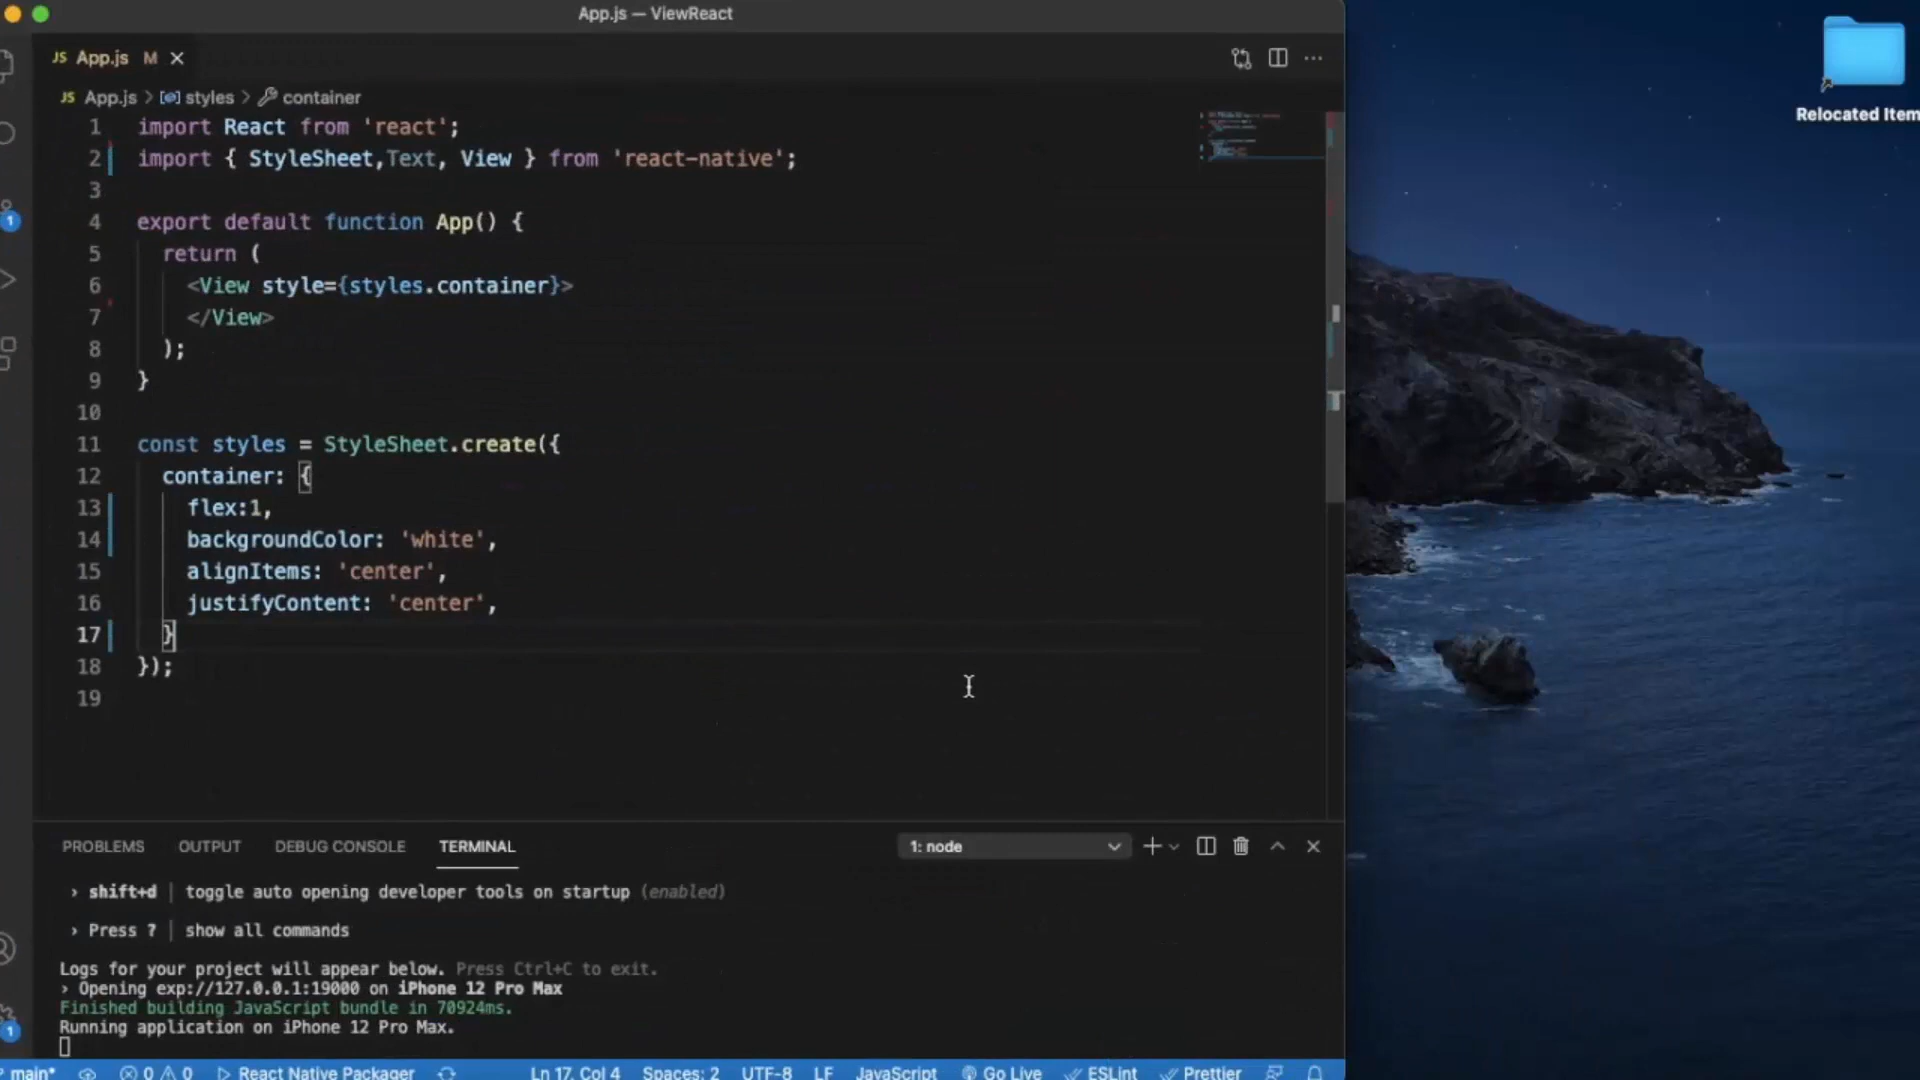 App.js — ViewReact
JS App.js M
JS App.js > styles > container
1 import React from 'react';
2 import { StyleSheet,Text, View } from 'react-native';
3
4 export default function App() {
5 return (
6 <View style={styles.container}>
7 </View>
8 );
9 }
10
11 const styles = StyleSheet.create({
12 container: {
13 flex:1,
14 backgroundColor: 'white',
15 alignItems: 'center',
16 justifyContent: 'center',
17 }
18 });
19
1
1
Relocated Item
PROBLEMS OUTPUT DEBUG CONSOLE TERMINAL 1: node
› shift+d | toggle auto opening developer tools on startup (enabled)
› Press ? | show all commands
Logs for your project will appear below. Press Ctrl+C to exit.
› Opening exp://127.0.0.1:19000 on iPhone 12 Pro Max
Finished building JavaScript bundle in 70924ms.
Running application on iPhone 12 Pro Max.
main* 0 0 React Native Packager Ln 17, Col 4 Spaces: 2 UTF-8 LF JavaScript Go Live ESLint Prettier